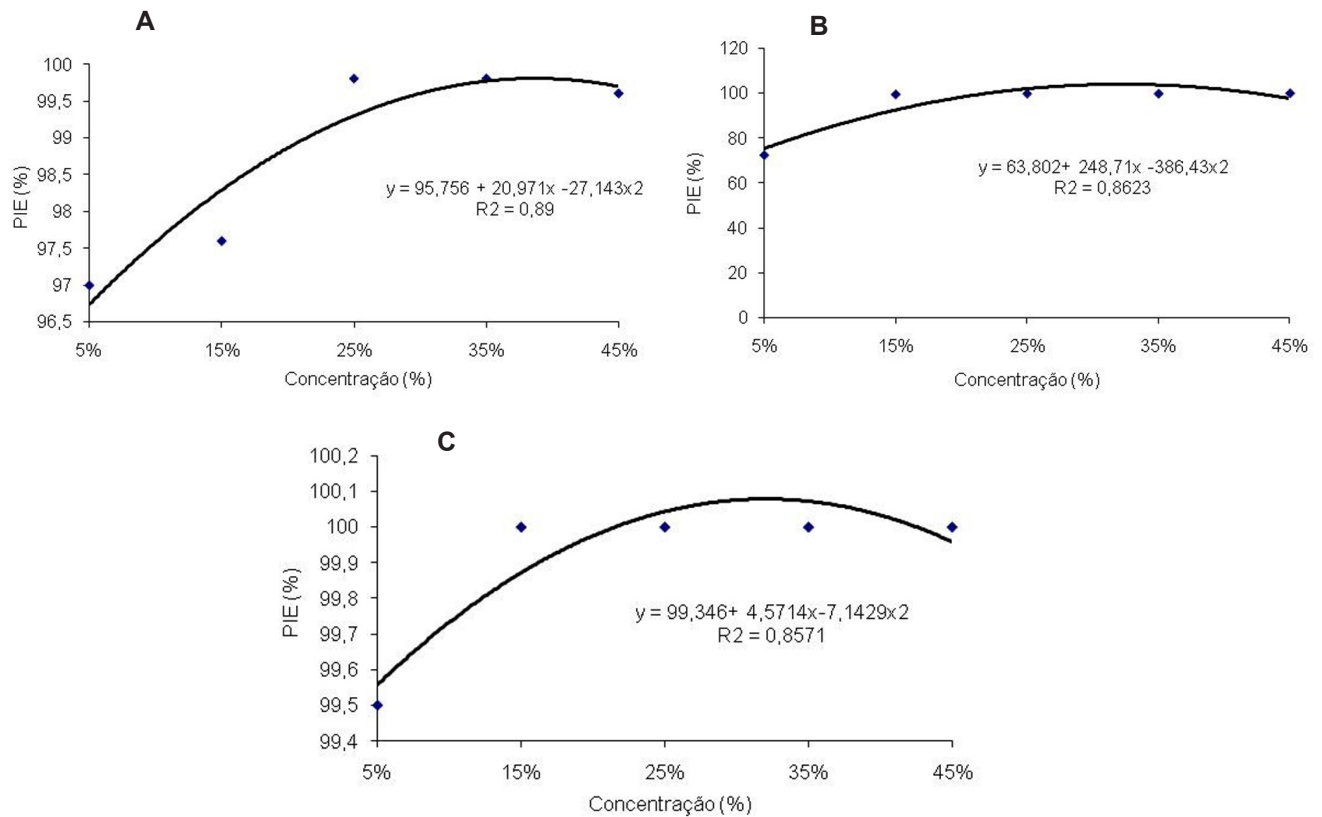 A
100
99,5
99
98,5
98
97,5
97
96,5
PIE (%)
y = 95,756 + 20,971x -27,143x2
R2 = 0,89
5% 15% 25% 35% 45%
Concentração (%)
B
120
100
80
60
40
20
0
PIE (%)
y = 63,802+ 248,71x -386,43x2
R2 = 0,8623
5% 15% 25% 35% 45%
Concentração (%)
C
100,2
100,1
100
99,9
99,8
99,7
99,6
99,5
99,4
PIE (%)
y = 99,346+ 4,5714x-7,1429x2
R2 = 0,8571
5% 15% 25% 35% 45%
Concentração (%)